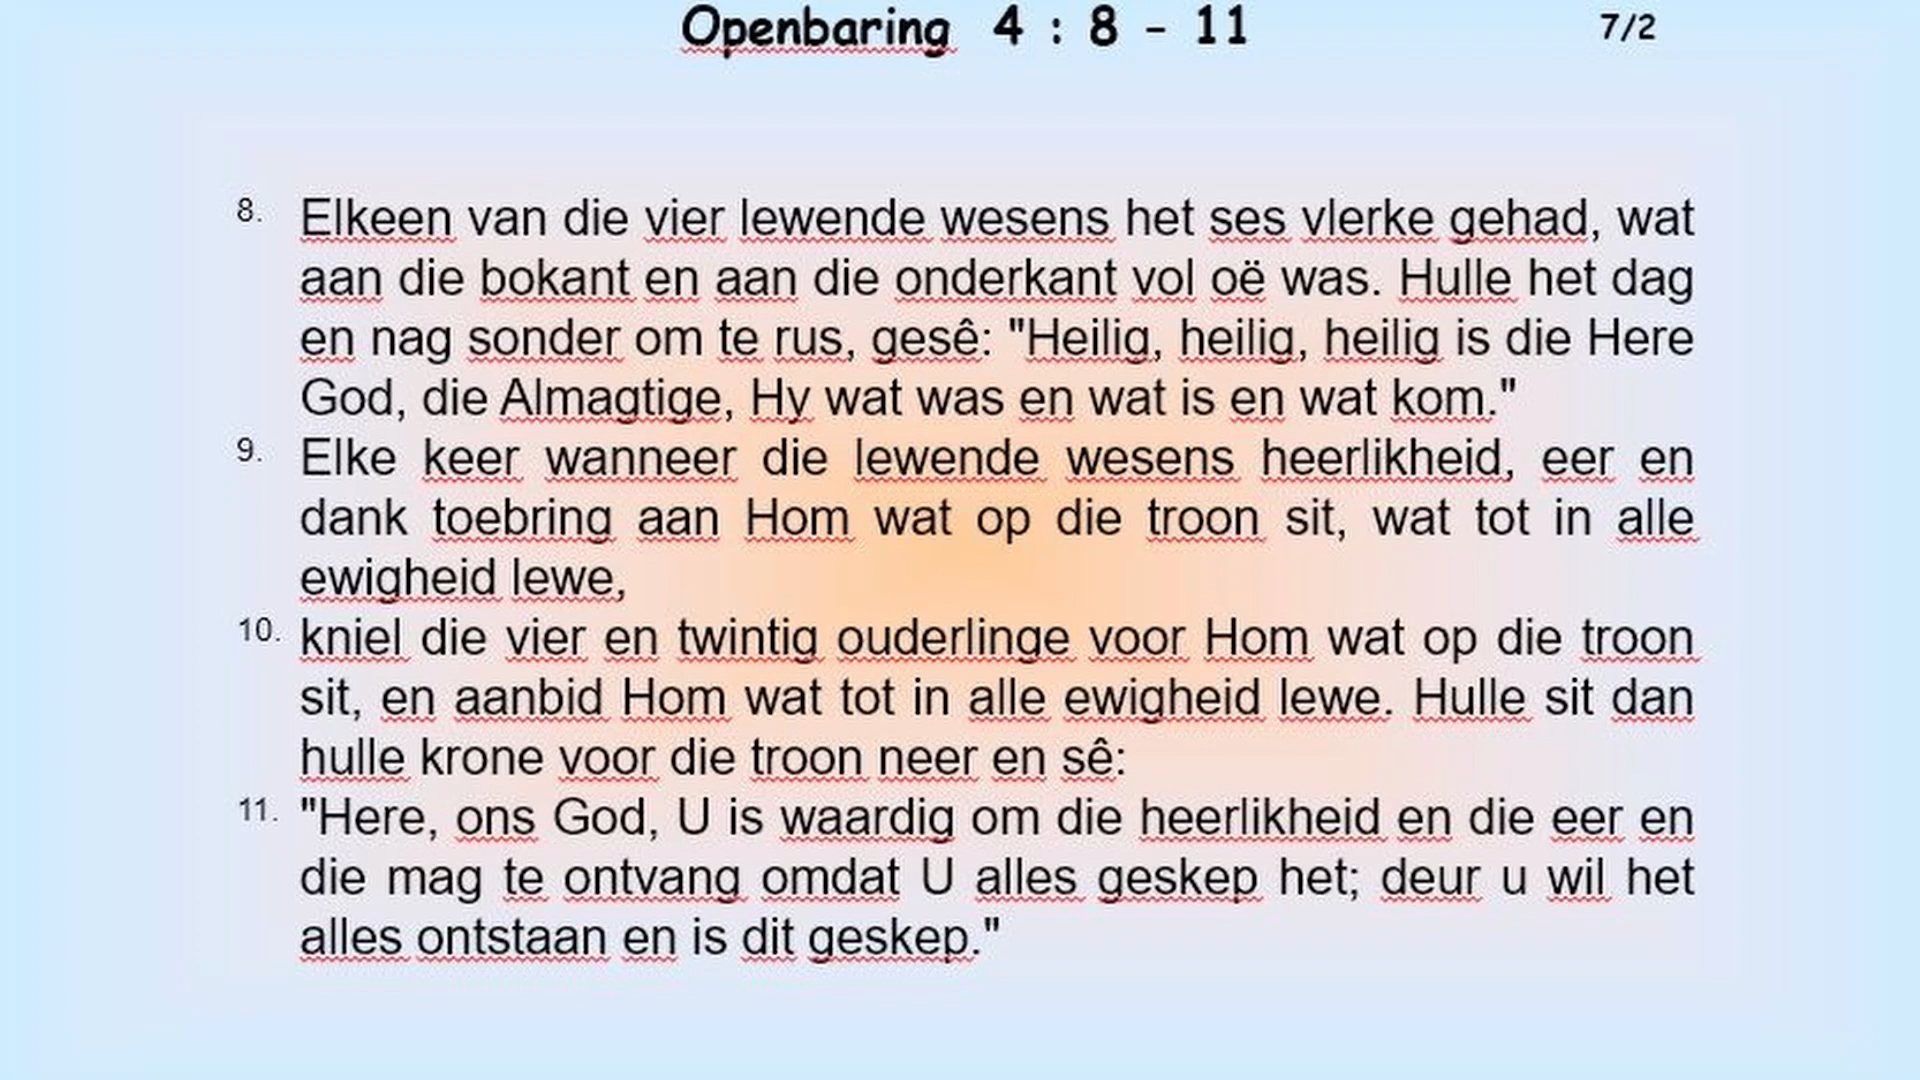 Openbaring 4 : 8 - 11 7/2
8. Elkeen van die vier lewende wesens het ses vlerke gehad, wat
aan die bokant en aan die onderkant vol oë was. Hulle het dag
en nag sonder om te rus, gesê: "Heilig, heilig, heilig is die Here
God, die Almagtige, Hy wat was en wat is en wat kom."
9. Elke keer wanneer die lewende wesens heerlikheid, eer en
dank toebring aan Hom wat op die troon sit, wat tot in alle
ewigheid lewe,
10. kniel die vier en twintig ouderlinge voor Hom wat op die troon
sit, en aanbid Hom wat tot in alle ewigheid lewe. Hulle sit dan
hulle krone voor die troon neer en sê:
11. "Here, ons God, U is waardig om die heerlikheid en die eer en
die mag te ontvang omdat U alles geskep het; deur u wil het
alles ontstaan en is dit geskep."